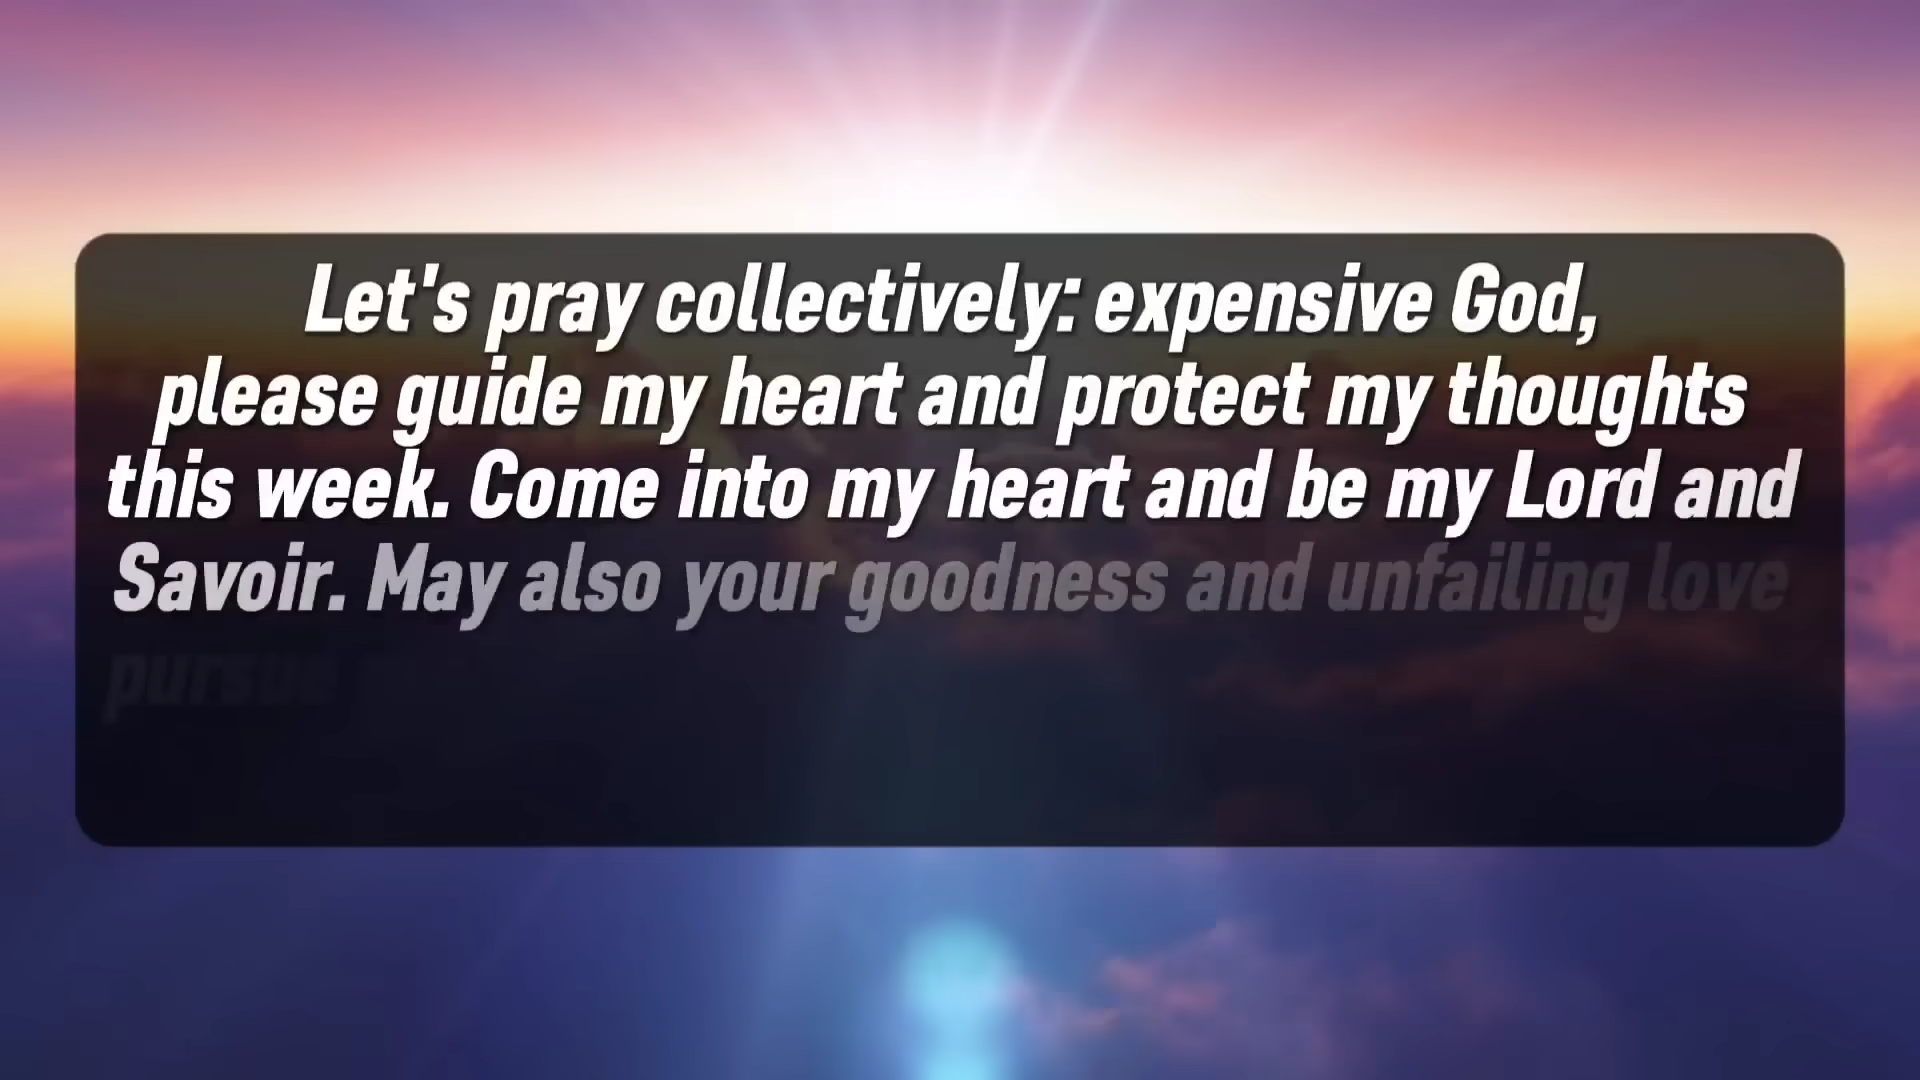 Let's pray collectively: expensive God,
please guide my heart and protect my thoughts
this week. Come into my heart and be my Lord and
Savoir. May also your goodness and unfailing love
pursue